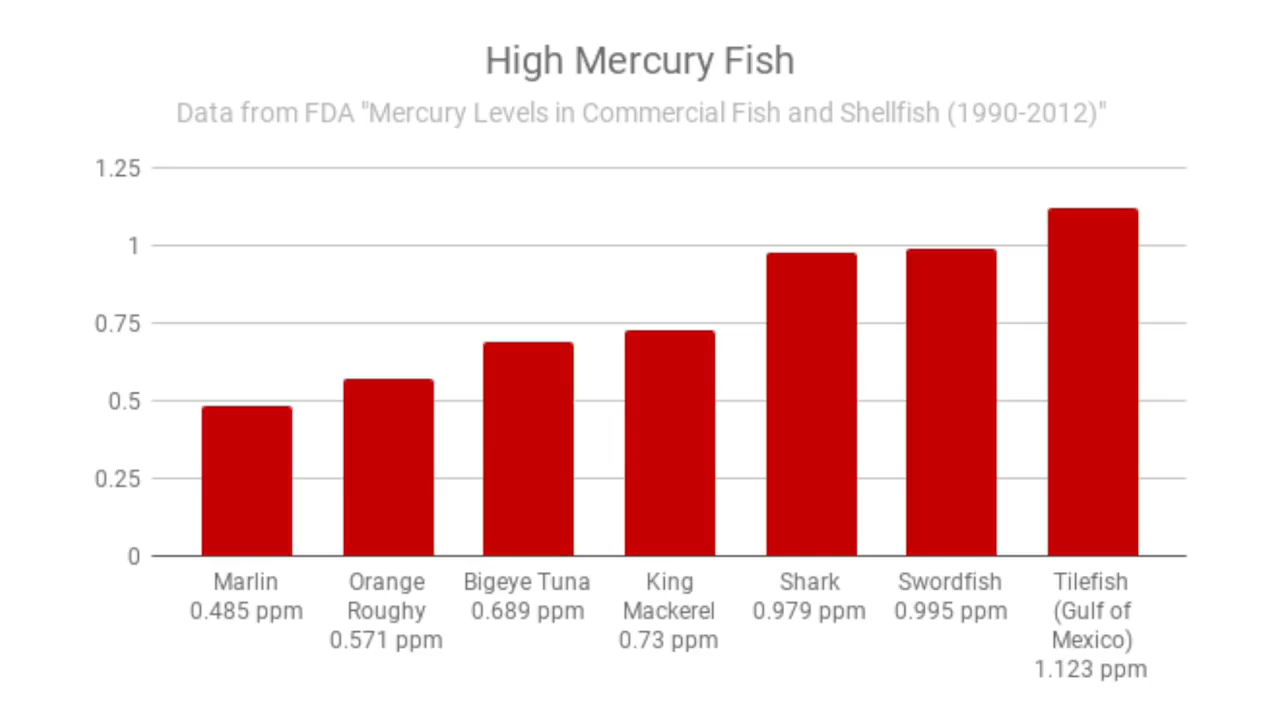 High Mercury Fish
Data from FDA "Mercury Levels in Commercial Fish and Shellfish (1990-2012)"
1.25
1
0.75
0.5
0.25
0
Marlin
0.485 ppm
Orange
Roughy
0.571 ppm
Bigeye Tuna
0.689 ppm
King
Mackerel
0.73 ppm
Shark
0.979 ppm
Swordfish
0.995 ppm
Tilefish
(Gulf of
Mexico)
1.123 ppm